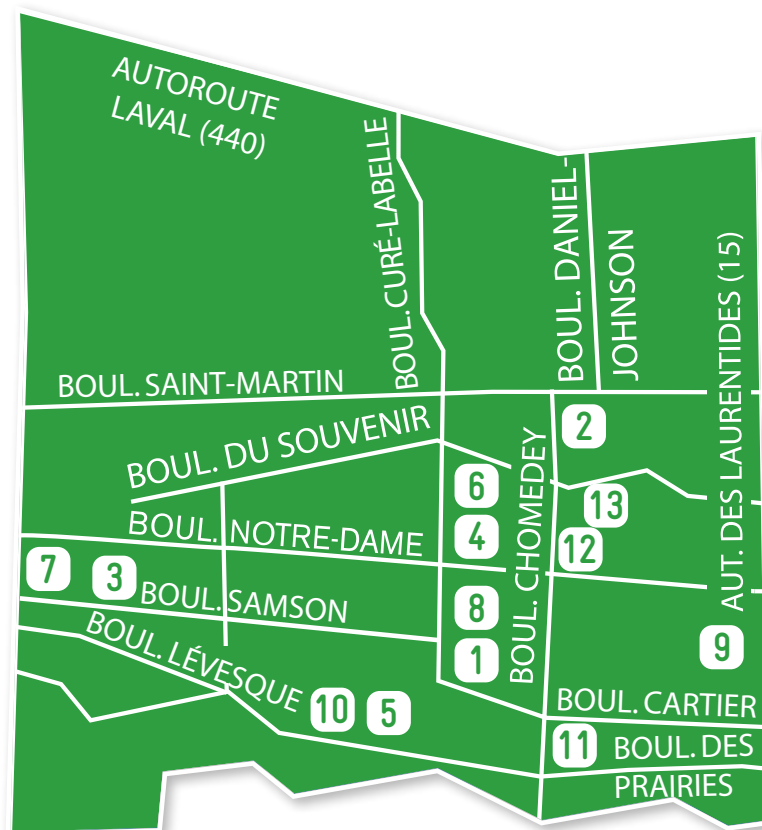 AUTOROUTE
LAVAL (440)
BOUL. CURÉ-LABELLE
BOUL. DANIEL-
JOHNSON
AUT. DES LAURENTIDES (15)
BOUL. SAINT-MARTIN
BOUL. DU SOUVENIR
BOUL. CHOMEDEY
2
6
13
BOUL. NOTRE-DAME
4
12
7
3
BOUL. SAMSON
8
BOUL. LÉVESQUE
1
9
10
5
BOUL. CARTIER
11
BOUL. DES
PRAIRIES